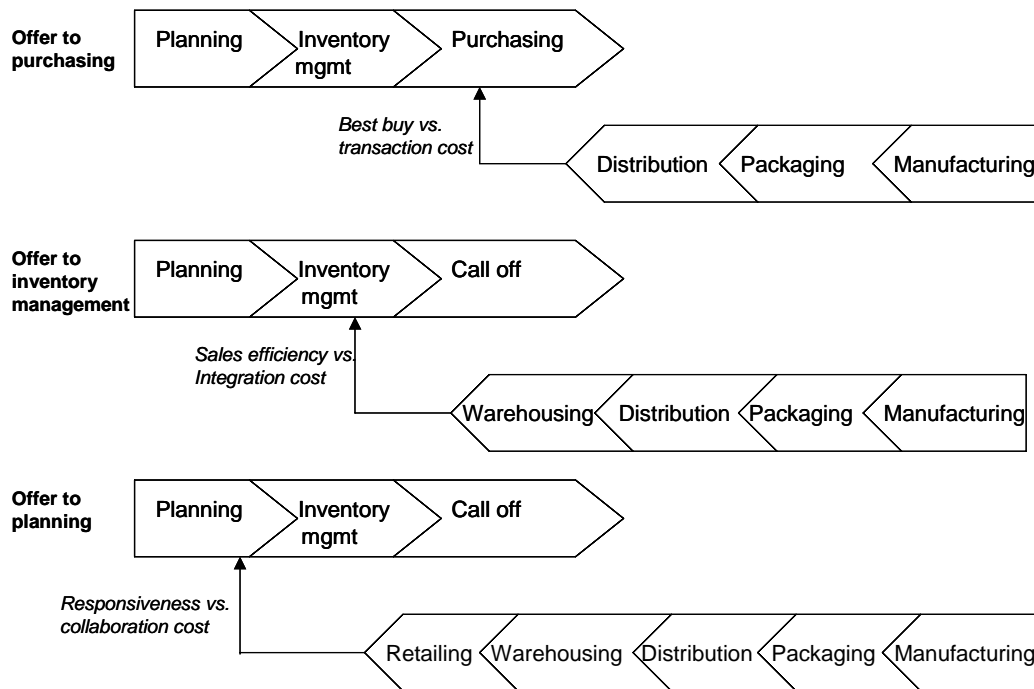 Offer to
purchasing
Planning
Inventory
mgmt
Purchasing
Best buy vs.
transaction cost
Distribution
Packaging
Manufacturing
Offer to
inventory
management
Planning
Inventory
mgmt
Call off
Sales efficiency vs.
Integration cost
Warehousing
Distribution
Packaging
Manufacturing
Offer to
planning
Planning
Inventory
mgmt
Call off
Responsiveness vs.
collaboration cost
Retailing
Warehousing
Distribution
Packaging
Manufacturing